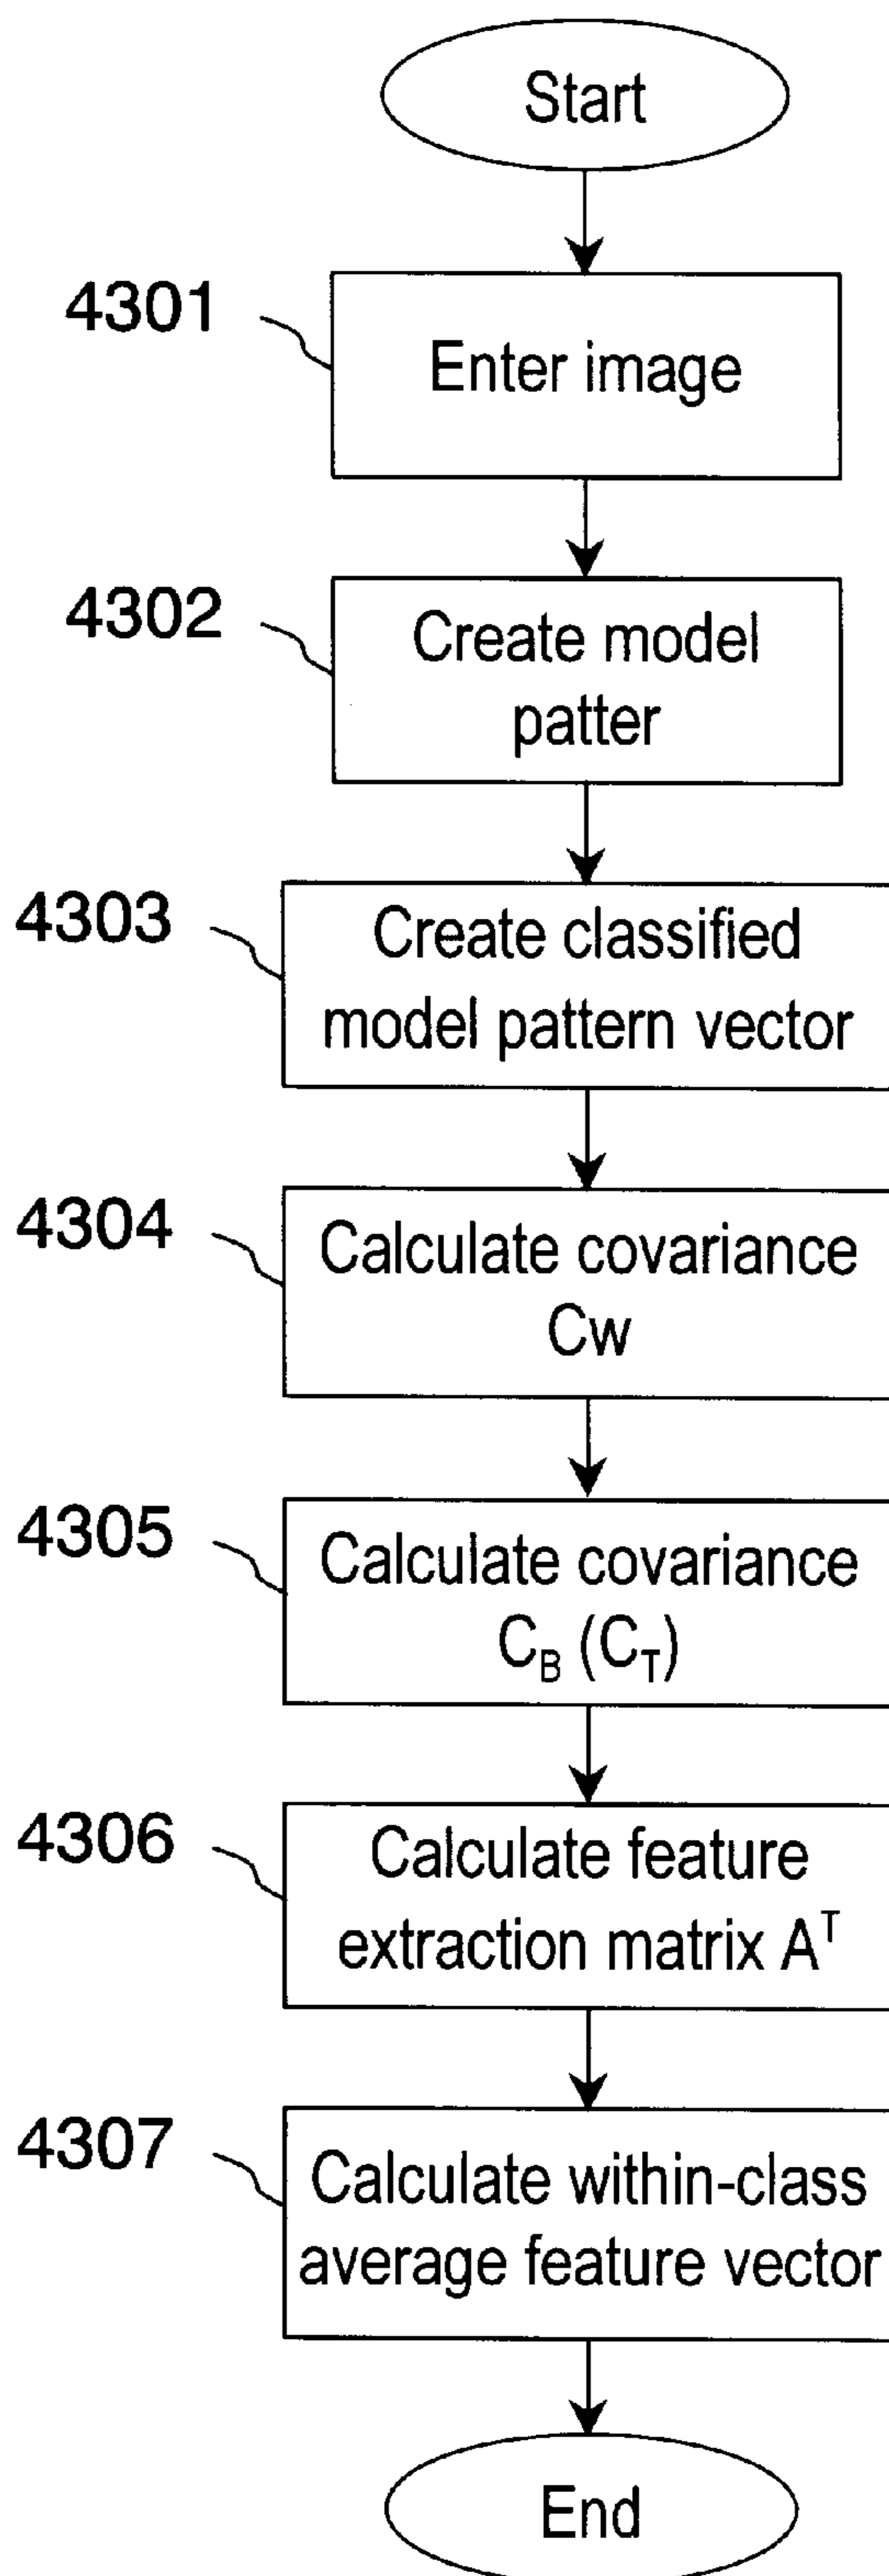 Start
4301
Enter image
4302
Create model
patter
4303
Create classified
model pattern vector
4304
Calculate covariance
Cw
4305
Calculate covariance
C_B (C_T)
4306
Calculate feature
extraction matrix A^T
4307
Calculate within-class
average feature vector
End